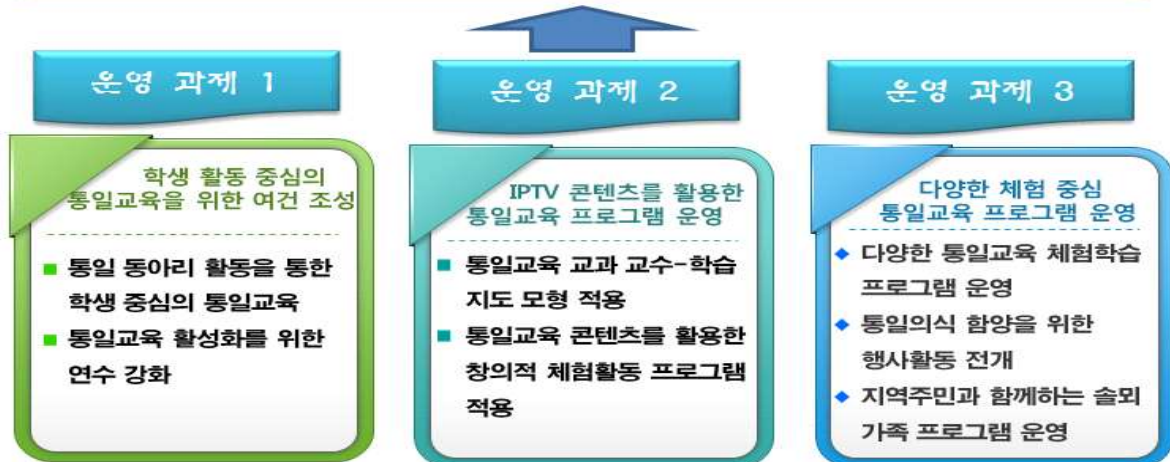 운영 과제 1
학생 활동 중심의
통일교육을 위한 여건 조성
■ 통일 동아리 활동을 통한
학생 중심의 통일교육
■ 통일교육 활성화를 위한
연수 강화
운영 과제 2
IPTV 콘텐츠를 활용한
통일교육 프로그램 운영
■ 통일교육 교과 교수-학습
지도 모형 적용
■ 통일교육 콘텐츠를 활용한
창의적 체험활동 프로그램
적용
운영 과제 3
다양한 체험 중심
통일교육 프로그램 운영
◆ 다양한 통일교육 체험학습
프로그램 운영
◆ 통일의식 함양을 위한
행사활동 전개
◆ 지역주민과 함께하는 솔뫼
가족 프로그램 운영